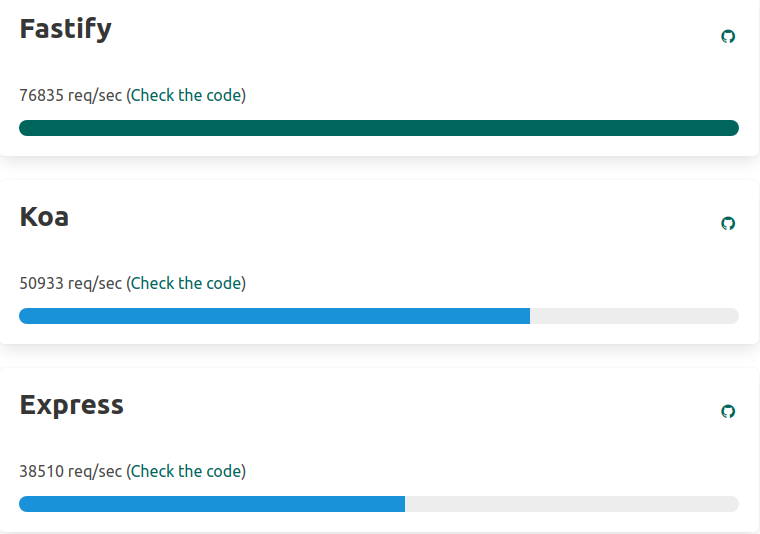 Fastify
76835 req/sec (Check the code)
Koa
50933 req/sec (Check the code)
Express
38510 req/sec (Check the code)